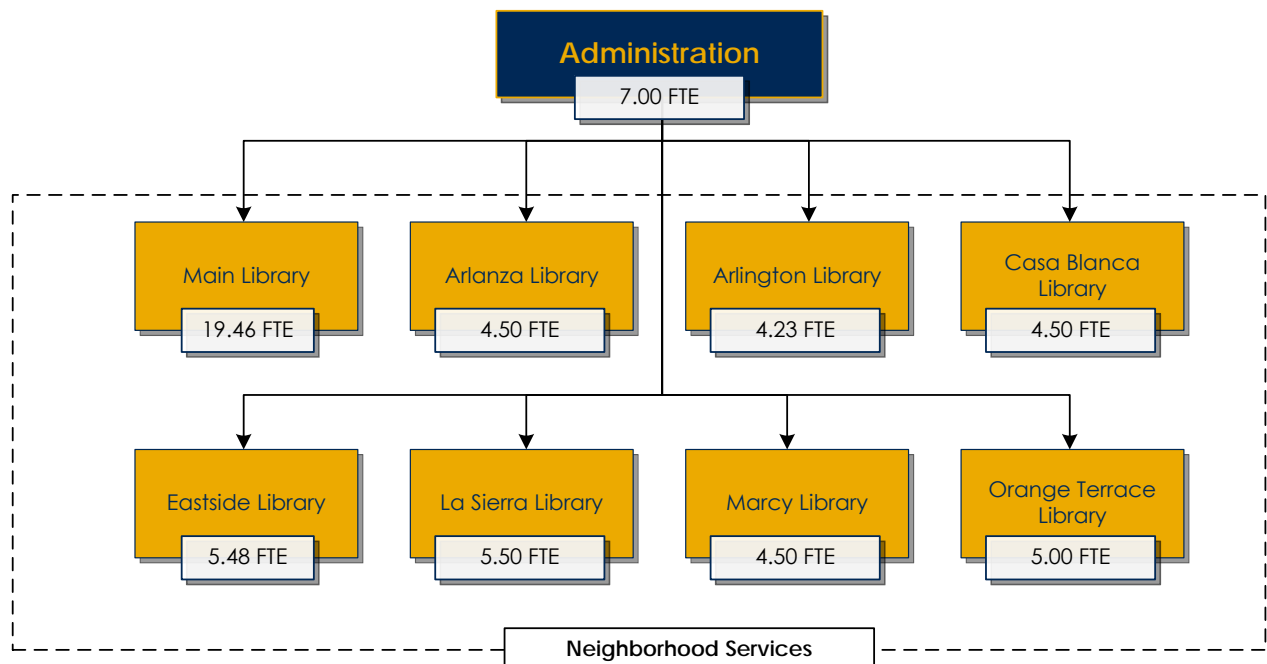 Administration
7.00 FTE
Main Library
19.46 FTE
Arlanza Library
4.50 FTE
Arlington Library
4.23 FTE
Casa Blanca
Library
4.50 FTE
Eastside Library
5.48 FTE
La Sierra Library
5.50 FTE
Marcy Library
4.50 FTE
Orange Terrace
Library
5.00 FTE
Neighborhood Services